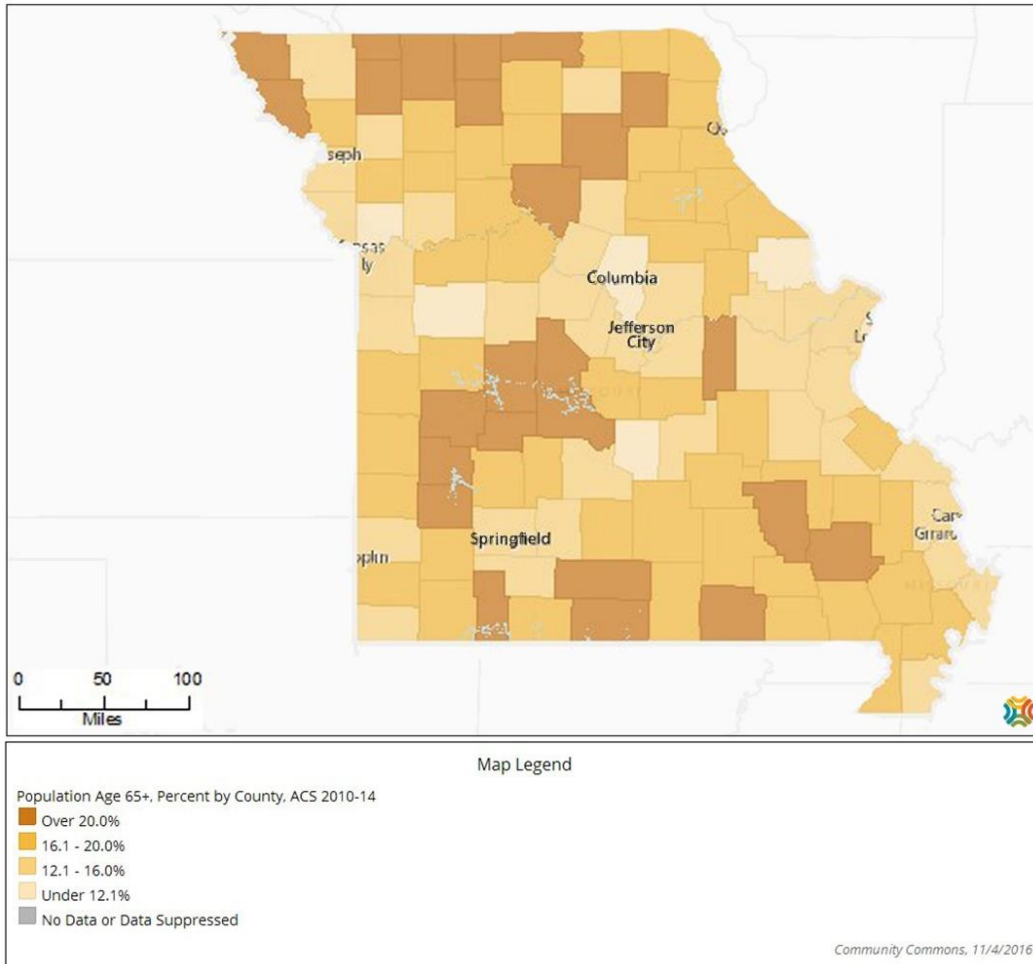 seph
Columbia
Jefferson
City
Springfield
0 50 100
Miles
Map Legend
Population Age 65+, Percent by County, ACS 2010-14
Over 20.0%
16.1 - 20.0%
12.1 - 16.0%
Under 12.1%
No Data or Data Suppressed
Community Commons, 11/4/2016